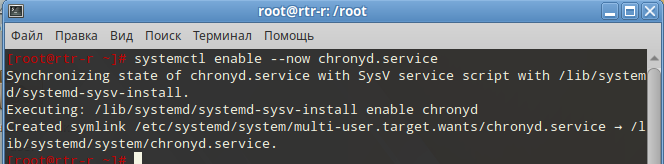 root@rtr-r: /root
Файл Правка Вид Поиск Терминал Помощь
[root@rtr-r ~]# systemctl enable --now chronyd.service
Synchronizing state of chronyd.service with SysV service script with /lib/system
d/systemd-sysv-install.
Executing: /lib/systemd/systemd-sysv-install enable chronyd
Created symlink /etc/systemd/system/multi-user.target.wants/chronyd.service → /l
ib/systemd/system/chronyd.service.
[root@rtr-r ~]#